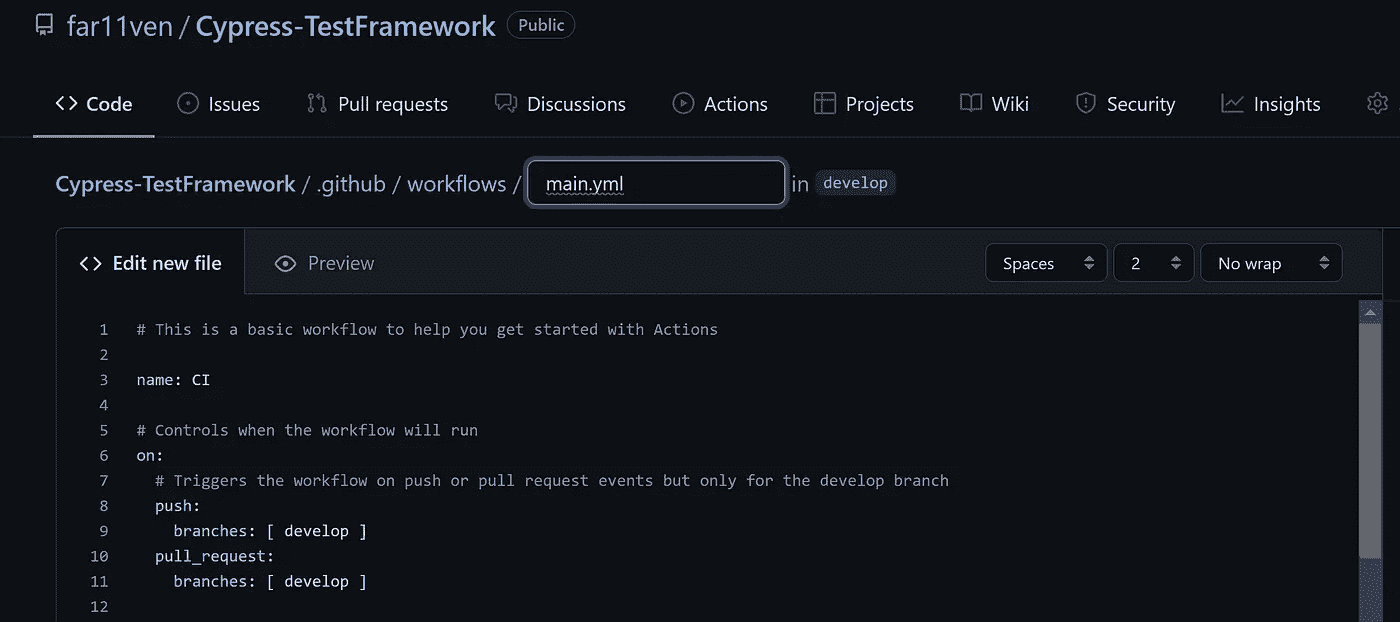 far11ven / Cypress-TestFramework Public
Code Issues Pull requests Discussions Actions Projects Wiki Security Insights
Cypress-TestFramework / .github / workflows / main.yml in develop
<> Edit new file Preview Spaces 2 No wrap
1 # This is a basic workflow to help you get started with Actions
2
3 name: CI
4
5 # Controls when the workflow will run
6 on:
7 # Triggers the workflow on push or pull request events but only for the develop branch
8 push:
9 branches: [ develop ]
10 pull_request:
11 branches: [ develop ]
12